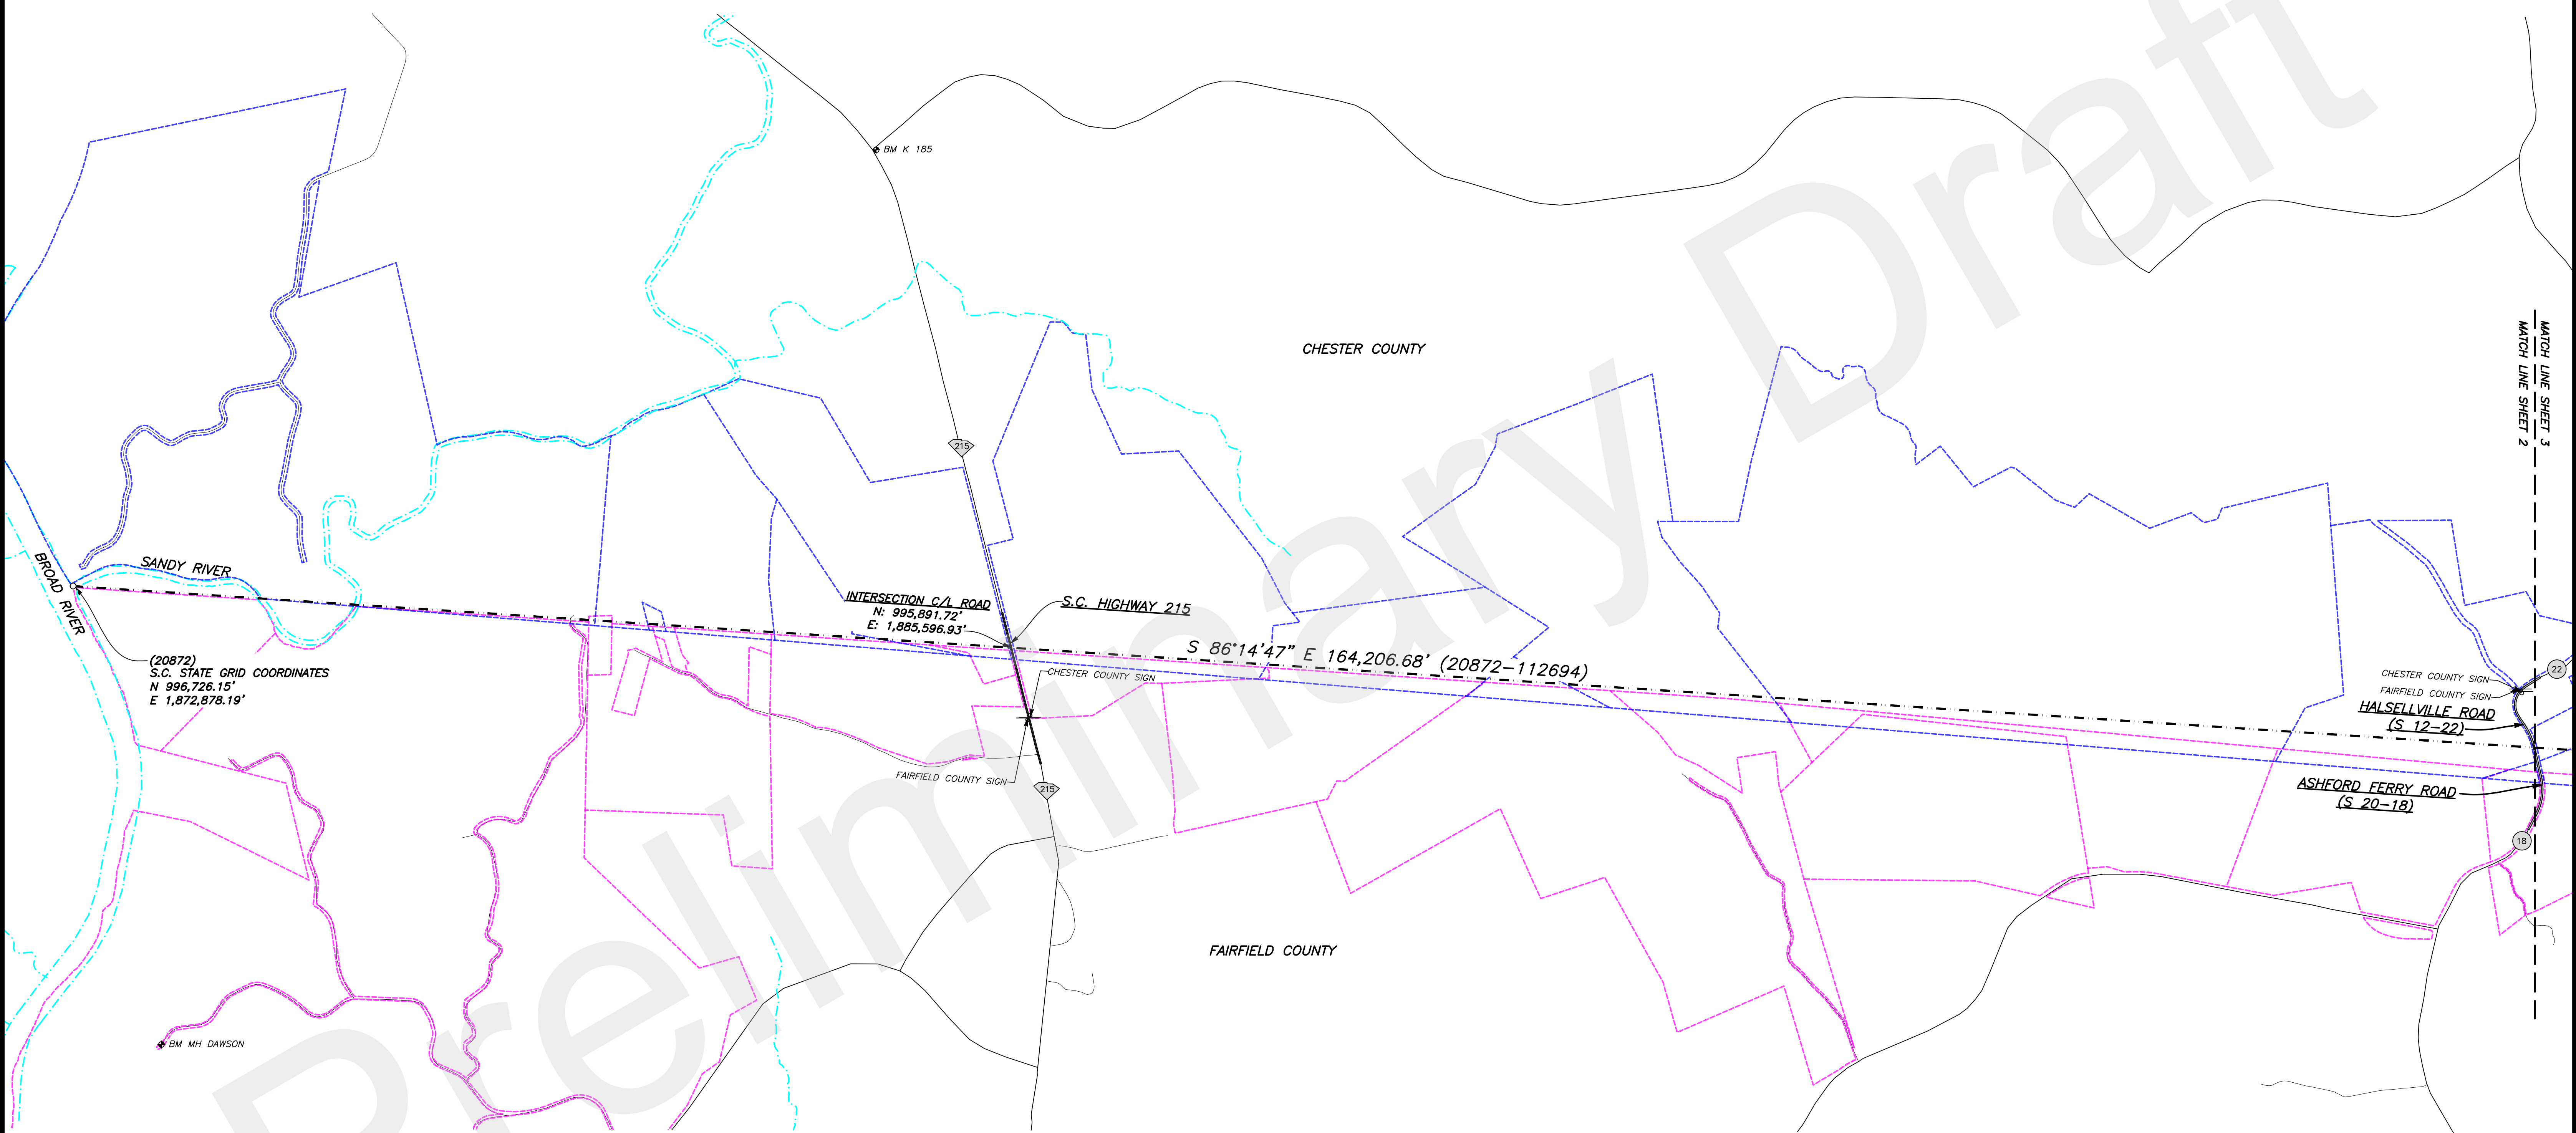 BM K 185
CHESTER COUNTY
MATCH LINE SHEET 3
MATCH LINE SHEET 2
215
SANDY RIVER
BROAD RIVER
INTERSECTION C/L ROAD
N: 995,891.72'
E: 1,885,596.93'
S.C. HIGHWAY 215
S 86°14'47" E 164,206.68' (20872-112694)
(20872)
S.C. STATE GRID COORDINATES
N 996,726.15'
E 1,872,878.19'
CHESTER COUNTY SIGN
FAIRFIELD COUNTY SIGN
215
CHESTER COUNTY SIGN
FAIRFIELD COUNTY SIGN
22
HALSELLVILLE ROAD
(S 12-22)
ASHFORD FERRY ROAD
(S 20-18)
18
FAIRFIELD COUNTY
BM MH DAWSON
Preliminary Draft